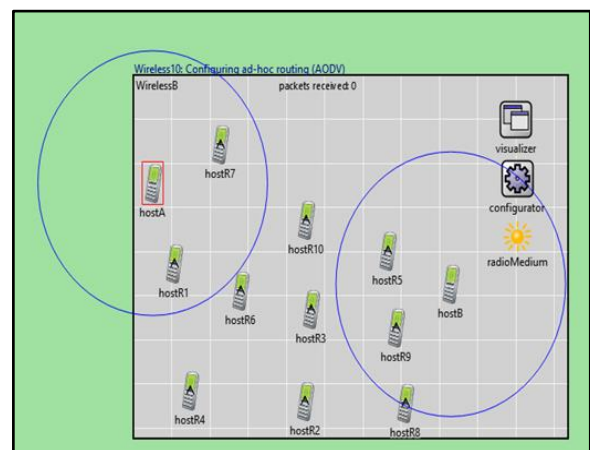 Wireless10: Configuring ad-hoc routing (AODV)
WirelessB packets received: 0
visualizer
hostR7
configurator
hostA
hostR10
radioMedium
hostR5
hostR1
hostB
hostR6
hostR3
hostR9
hostR4
hostR2
hostR8